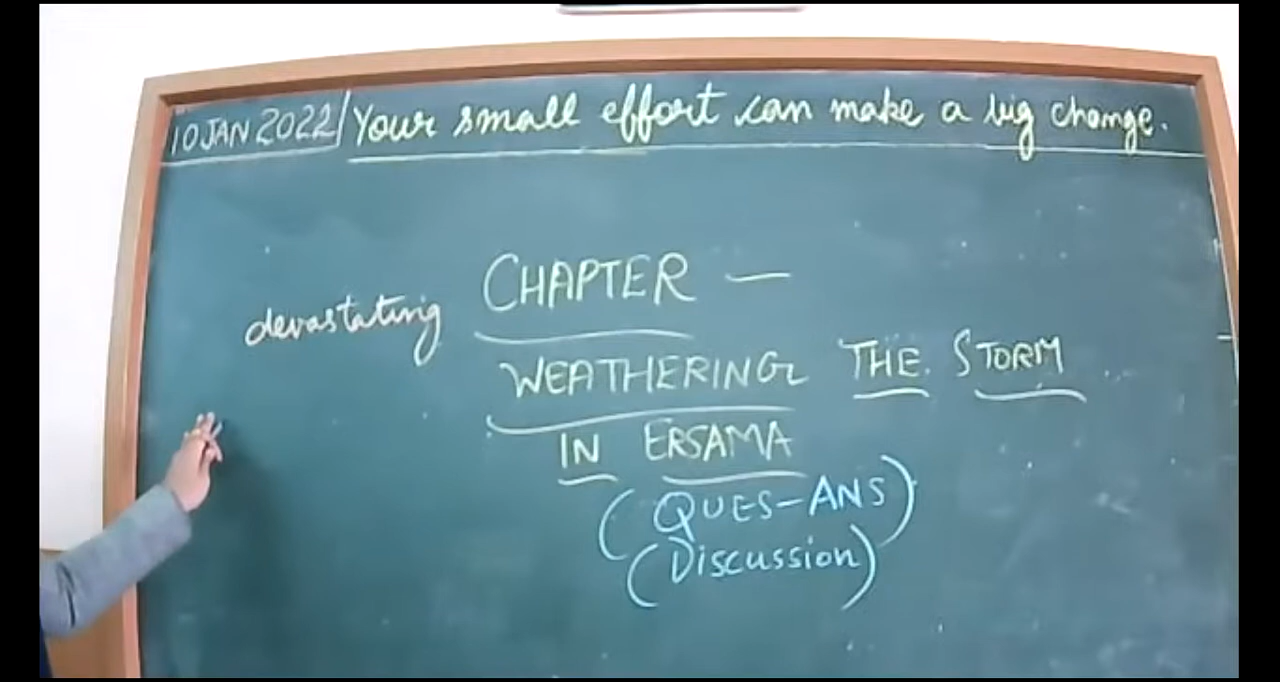 10 JAN 2022/ Your small effort can make a big change.
CHAPTER —
devastating
WEATHERING THE STORM
IN ERSAMA
(QUES-ANS)
(Discussion)